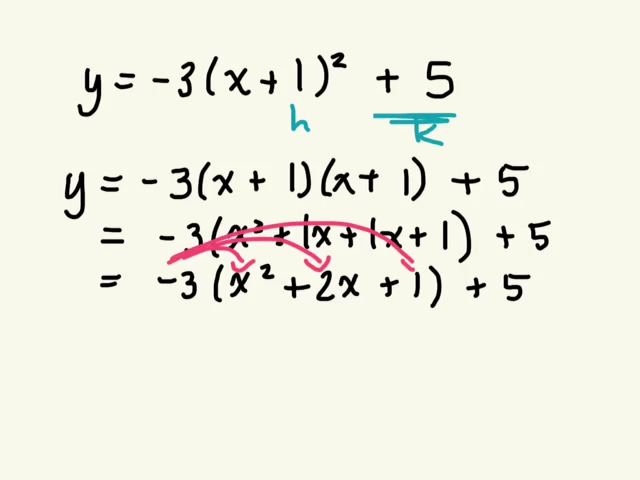 y = -3(x + 1)² + 5
h k
y = -3(x + 1)(x + 1) + 5
= -3(x² + 1x + 1x + 1) + 5
= -3(x² + 2x + 1) + 5